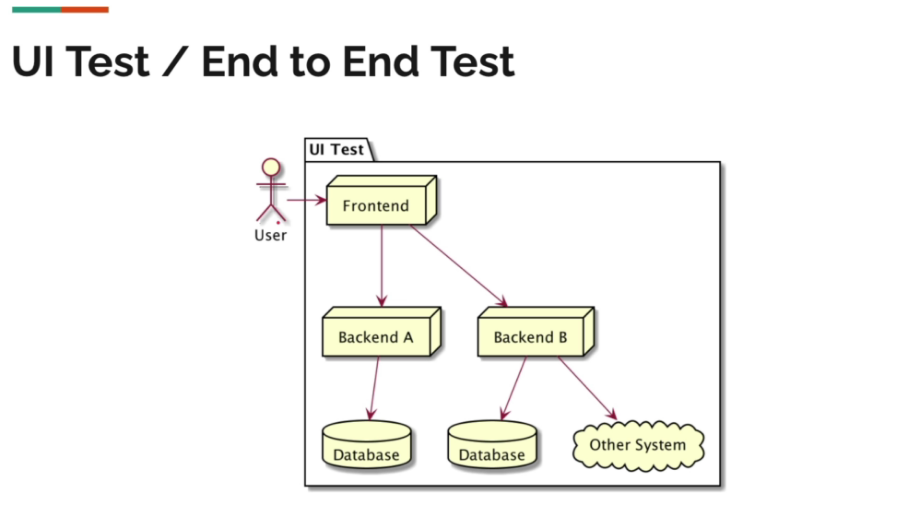 UI Test / End to End Test
UI Test
Frontend
User
Backend A
Backend B
Database
Database
Other System